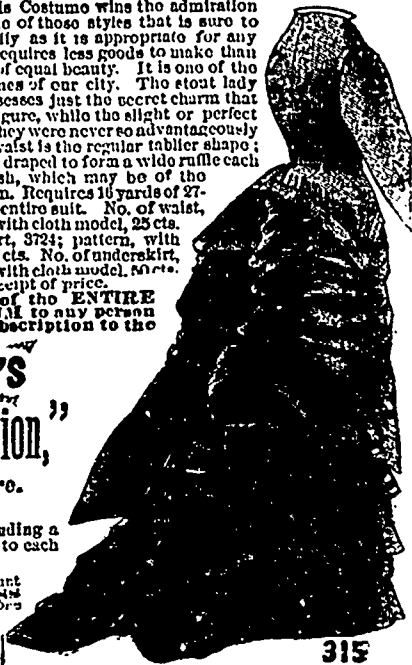 is Costume wins the admiration
e of those styles that is sure to
lly as it is appropriate for any
equires less goods to make than
of equal beauty. It is one of the
mes of our city. The stout lady
sesses just the secret charm that
gure, while the slight or perfect
hey were never so advantageously
waist is the regular tablier shape;
draped to form a wide ruffle each
sh, which may be of the
n. Requires 16 yards of 27-
entire suit. No. of waist,
with cloth model, 25 cts.
rt, 3724; pattern, with
cts. No. of underskirt,
with cloth model, 50 cts.
ceipt of price.
of the ENTIRE
UM to any person
bscription to the
's
ion,"
ro.
uding a
to each
315